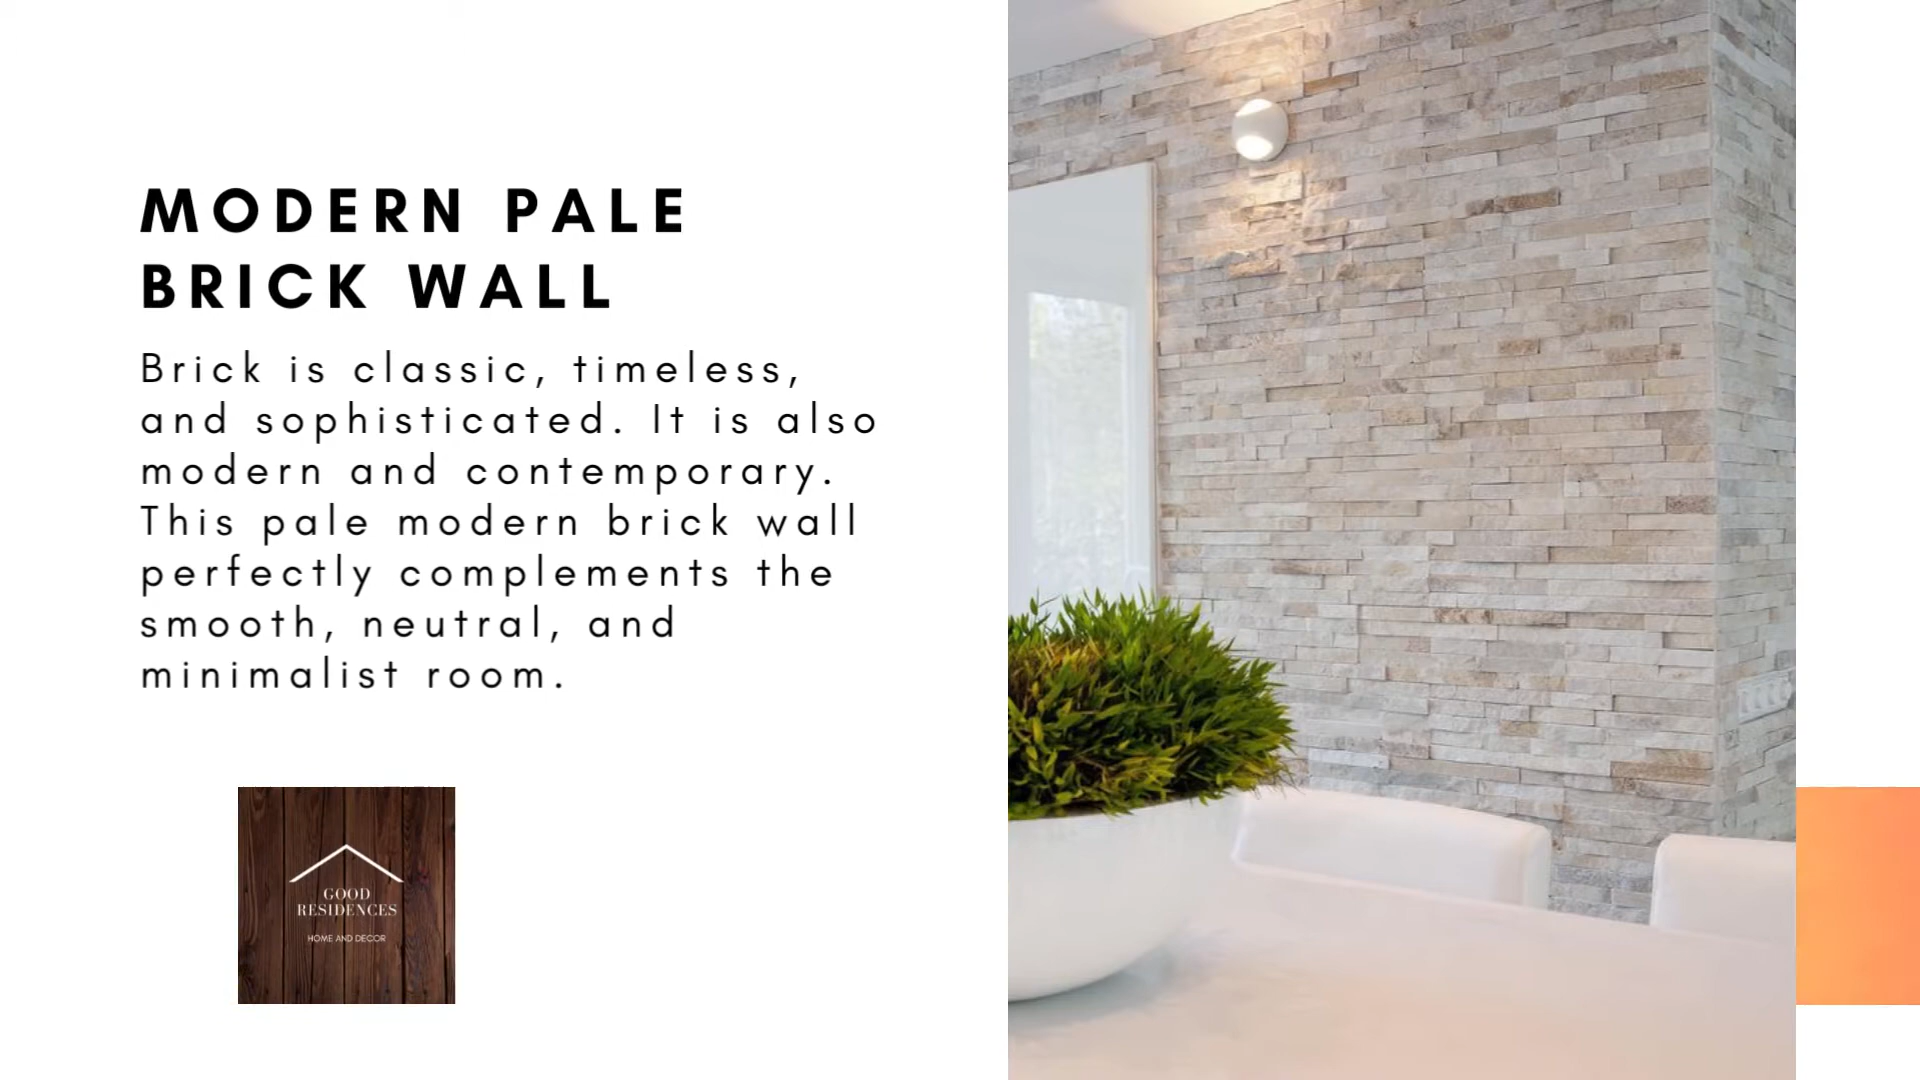 MODERN PALE
BRICK WALL
Brick is classic, timeless,
and sophisticated. It is also
modern and contemporary.
This pale modern brick wall
perfectly complements the
smooth, neutral, and
minimalist room.
GOOD
RESIDENCES
HOME AND DECOR